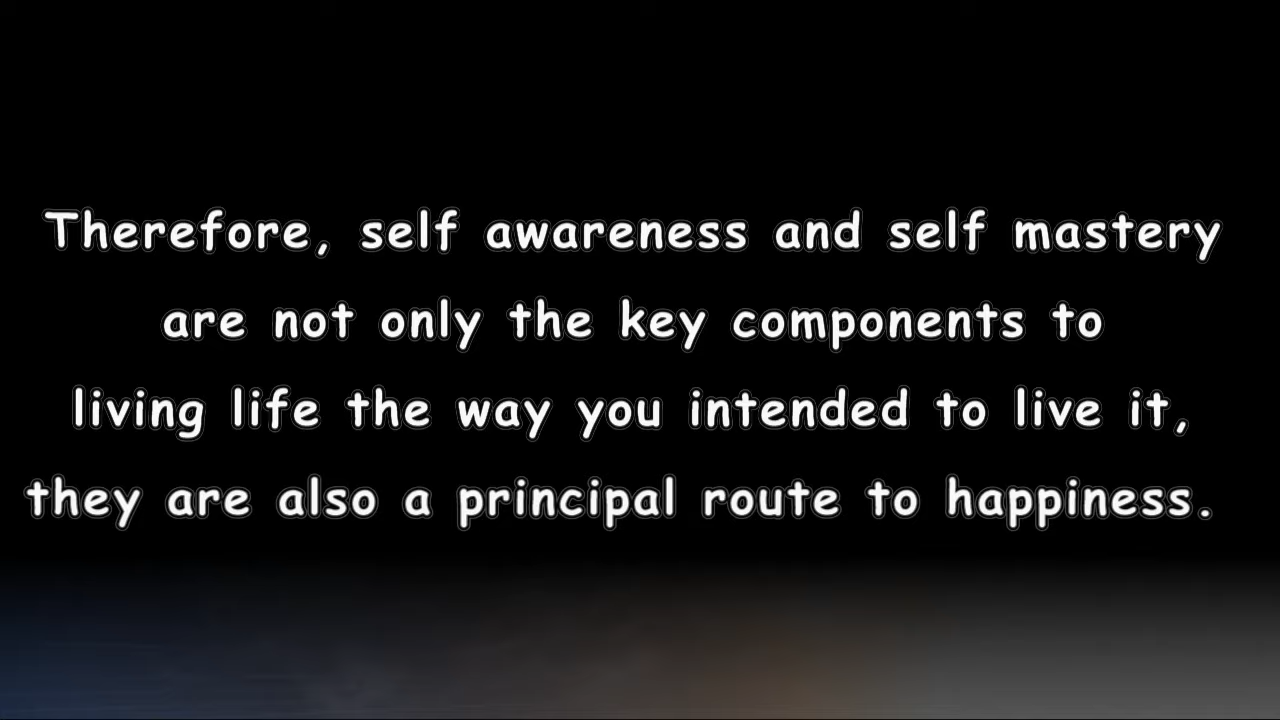 Therefore, self awareness and self mastery
are not only the key components to
living life the way you intended to live it,
they are also a principal route to happiness.